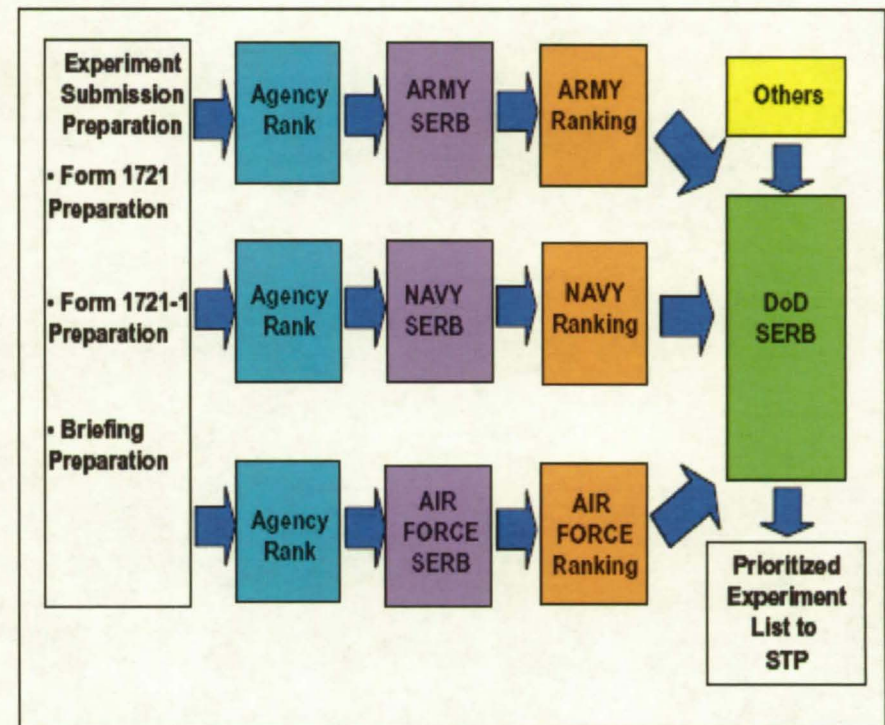 Experiment
Submission
Preparation
• Form 1721
Preparation
• Form 1721-1
Preparation
• Briefing
Preparation
Agency
Rank
ARMY
SERB
ARMY
Ranking
Agency
Rank
NAVY
SERB
NAVY
Ranking
Agency
Rank
AIR
FORCE
SERB
AIR
FORCE
Ranking
Others
DoD
SERB
Prioritized
Experiment
List to
STP